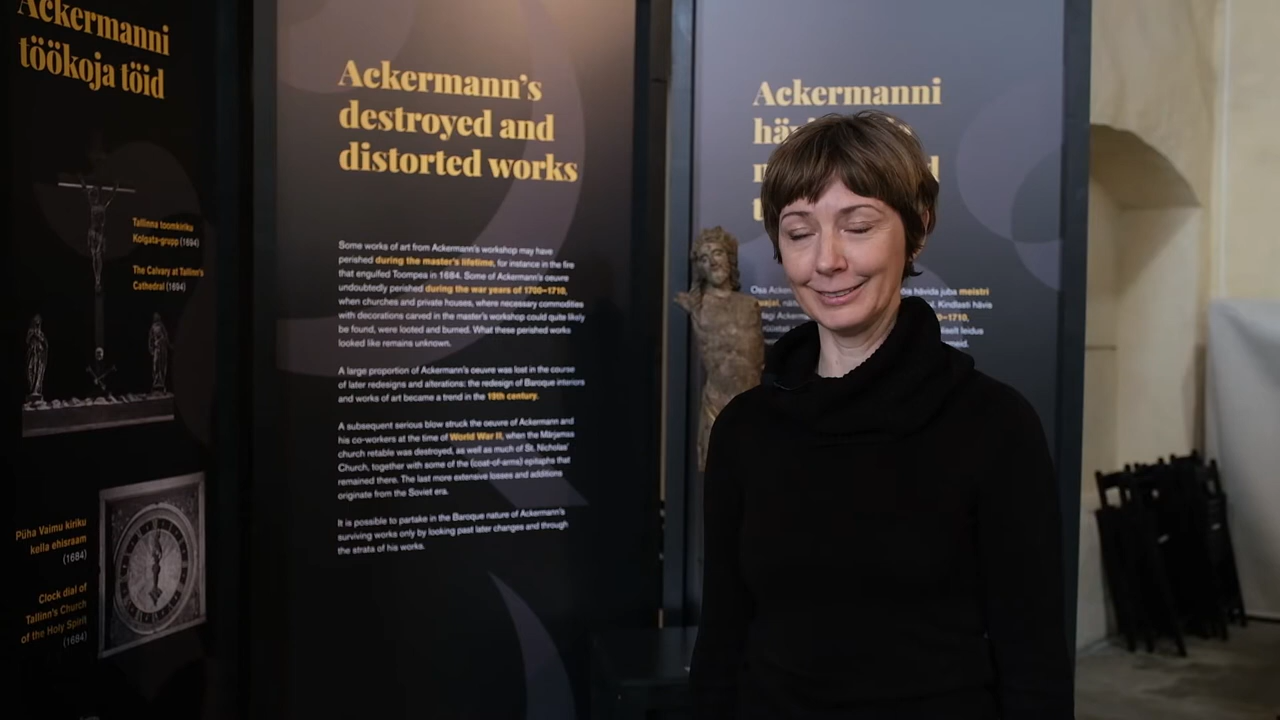 Ackermanni
töökoja töid
Tallinna toomkiriku
Kolgata-grupp (1694)
The Calvary at Tallinn's
Cathedral (1694)
Püha Vaimu kiriku
kella ehisraam
(1684)
Clock dial of
Tallinn's Church
of the Holy Spirit
(1684)
Ackermann's
destroyed and
distorted works
Some works of art from Ackermann's workshop may have
perished during the master's lifetime, for instance in the fire
that engulfed Toompea in 1684. Some of Ackermann's oeuvre
undoubtedly perished during the war years of 1700–1710,
when churches and private houses, where necessary commodities
with decorations carved in the master's workshop could quite likely
be found, were looted and burned. What these perished works
looked like remains unknown.
A large proportion of Ackermann's oeuvre was lost in the course
of later redesigns and alterations: the redesign of Baroque interiors
and works of art became a trend in the 19th century.
A subsequent serious blow struck the oeuvre of Ackermann and
his co-workers at the time of World War II, when the Märjamaa
church retable was destroyed, as well as much of St. Nicholas'
Church, together with some of the (coat-of-arms) epitaphs that
remained there. The last more extensive losses and additions
originate from the Soviet era.
It is possible to partake in the Baroque nature of Ackermann's
surviving works only by looking past later changes and through
the strata of his works.
Ackermanni
Osa hävida juba meistri
Kindlasti hävis